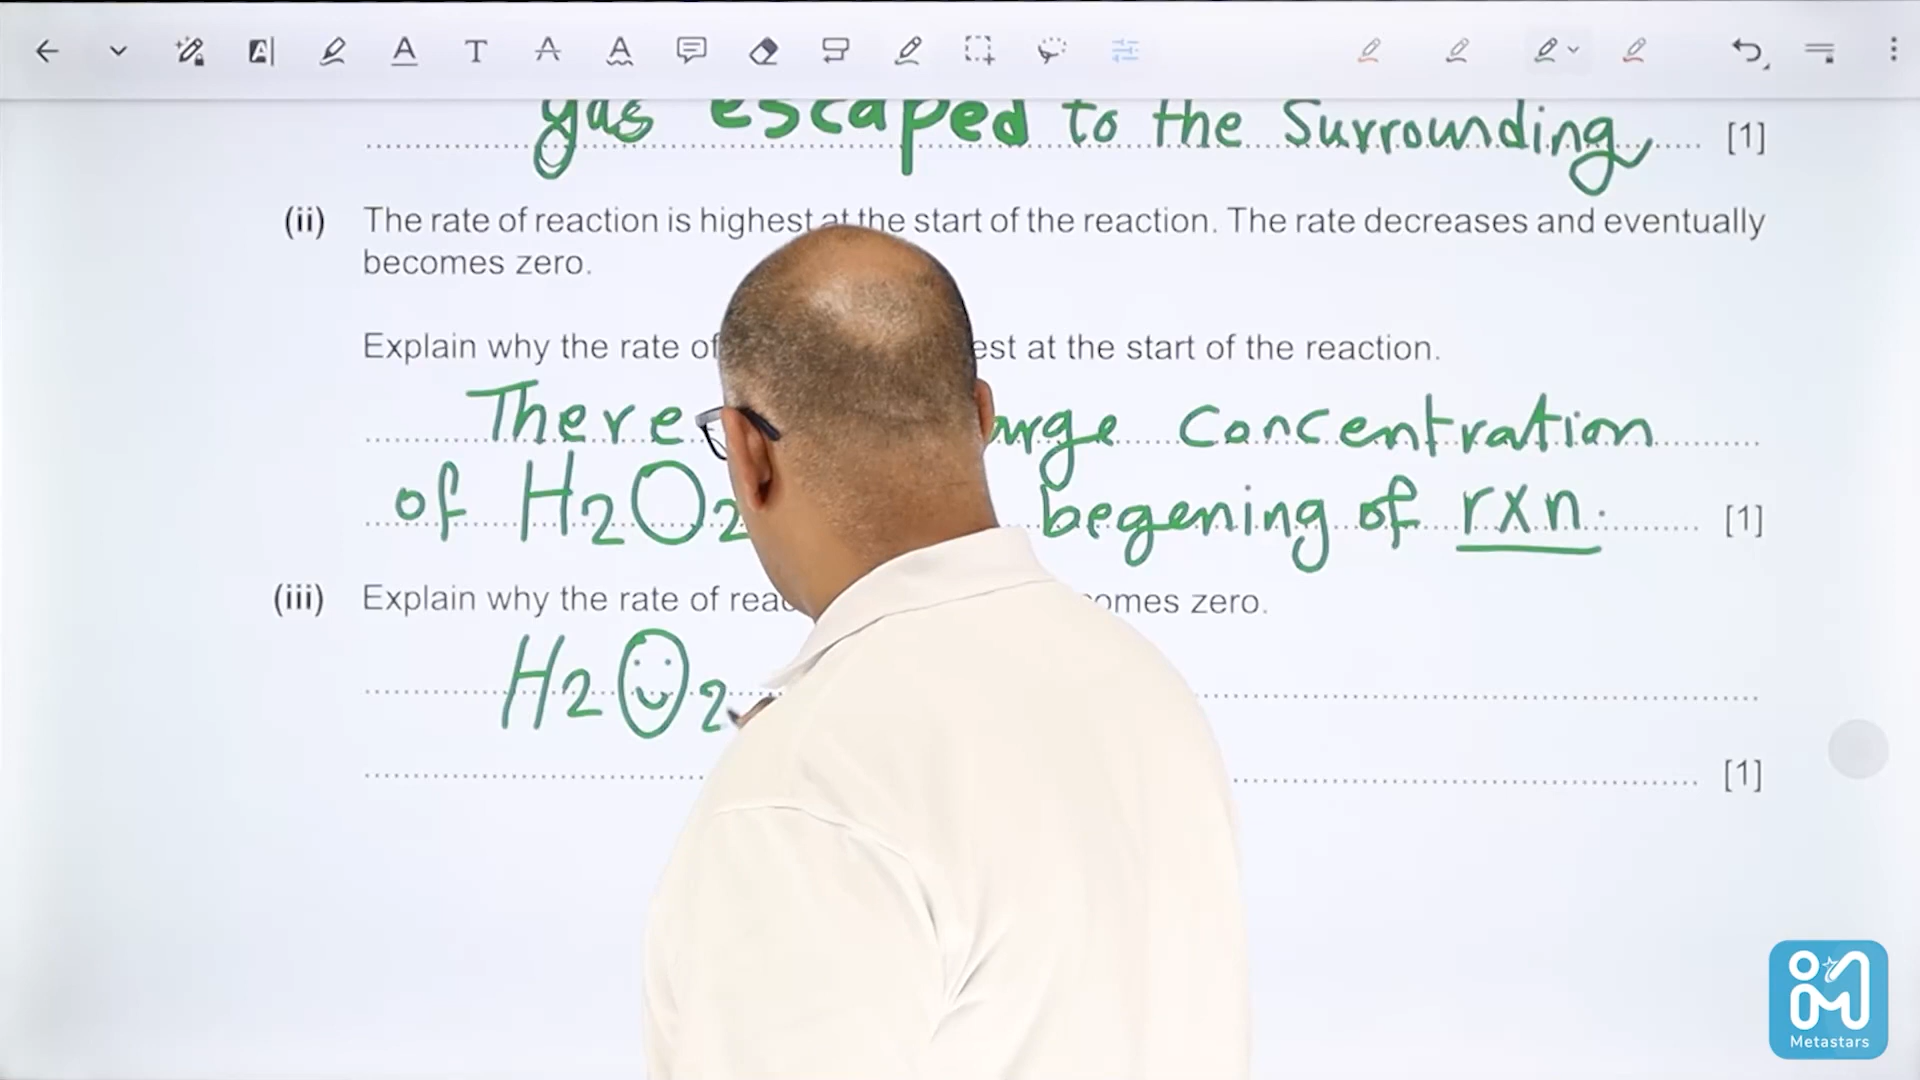 gas escaped to the Surrounding [1]
(ii) The rate of reaction is highest at the start of the reaction. The rate decreases and eventually
becomes zero.
Explain why the rate of est at the start of the reaction.
There arge Concentration
of H2O2 begening of rxn. [1]
(iii) Explain why the rate of reac omes zero.
H2O2
[1]
Metastars